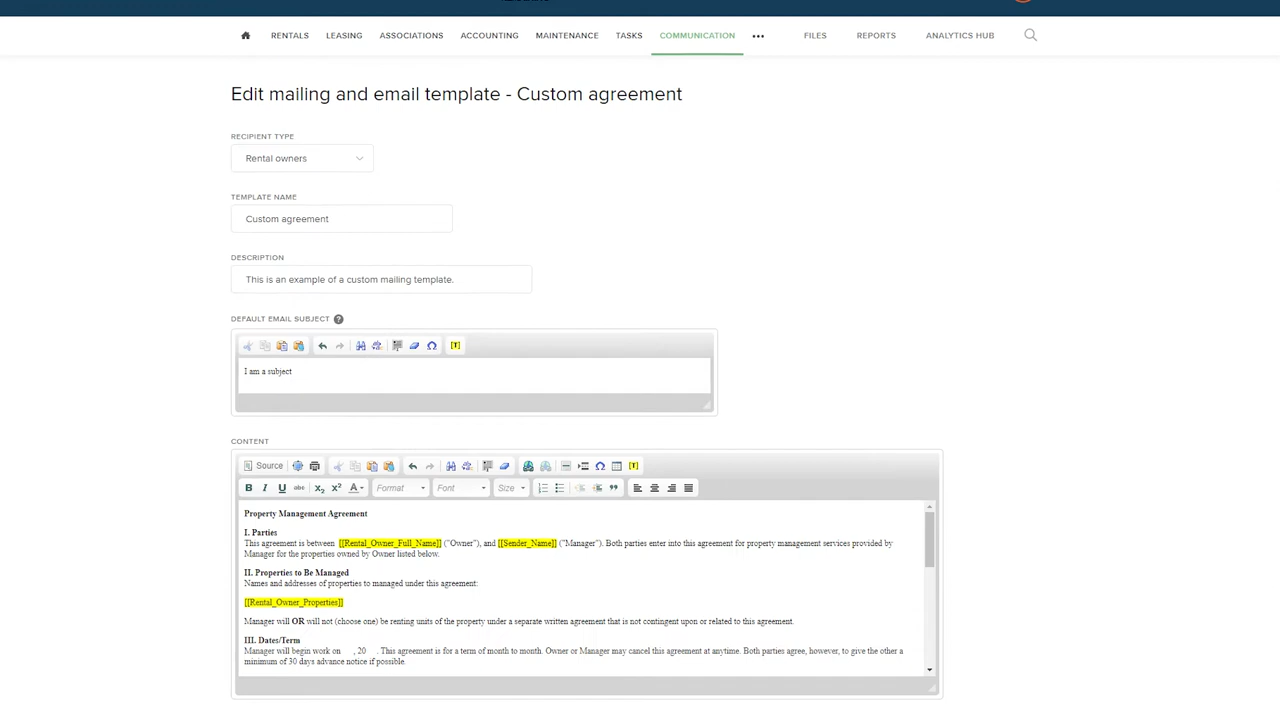 RENTALS LEASING ASSOCIATIONS ACCOUNTING MAINTENANCE TASKS COMMUNICATION ••• FILES REPORTS ANALYTICS HUB
Edit mailing and email template - Custom agreement
RECIPIENT TYPE
Rental owners
TEMPLATE NAME
Custom agreement
DESCRIPTION
This is an example of a custom mailing template.
DEFAULT EMAIL SUBJECT ?
[T]
I am a subject
CONTENT
Source [T]
B I U abc x₂ x² A Format Font Size
Property Management Agreement
I. Parties
This agreement is between [[Rental_Owner_Full_Name]] ("Owner"), and [[Sender_Name]] ("Manager"). Both parties enter into this agreement for property management services provided by
Manager for the properties owned by Owner listed below.
II. Properties to Be Managed
Names and addresses of properties to managed under this agreement:
[[Rental_Owner_Properties]]
Manager will OR will not (choose one) be renting units of the property under a separate written agreement that is not contingent upon or related to this agreement.
III. Dates/Term
Manager will begin work on , 20 . This agreement is for a term of month to month. Owner or Manager may cancel this agreement at anytime. Both parties agree, however, to give the other a
minimum of 30 days advance notice if possible.